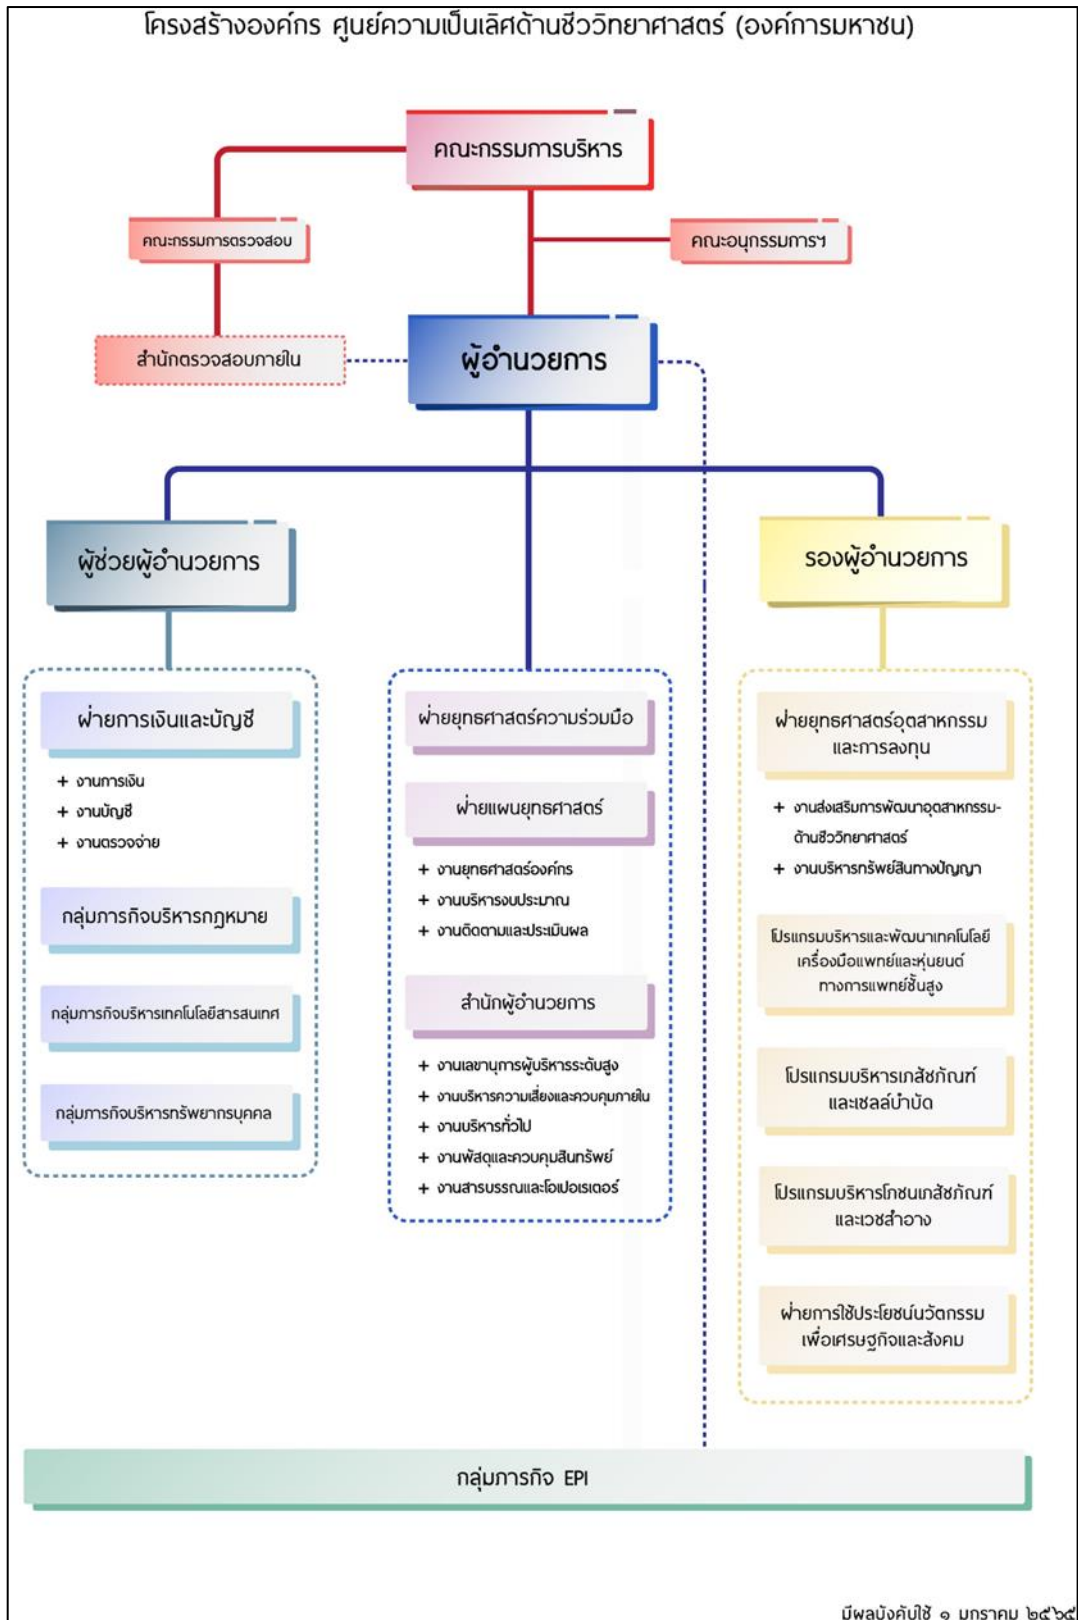 โครงสร้างองค์กร ศูนย์ความเป็นเลิศด้านชีววิทยาศาสตร์ (องค์การมหาชน)
คณะกรรมการบริหาร
คณะกรรมการตรวจสอบ
คณะอนุกรรมการฯ
สำนักตรวจสอบภายใน
ผู้อำนวยการ
ผู้ช่วยผู้อำนวยการ
รองผู้อำนวยการ
ฝ่ายการเงินและบัญชี
+ งานการเงิน
+ งานบัญชี
+ งานตรวจจ่าย
กลุ่มภารกิจบริหารกฎหมาย
กลุ่มภารกิจบริหารเทคโนโลยีสารสนเทศ
กลุ่มภารกิจบริหารทรัพยากรบุคคล
ฝ่ายยุทธศาสตร์ความร่วมมือ
ฝ่ายแผนยุทธศาสตร์
+ งานยุทธศาสตร์องค์กร
+ งานบริหารงบประมาณ
+ งานติดตามและประเมินผล
สำนักผู้อำนวยการ
+ งานเลขานุการผู้บริหารระดับสูง
+ งานบริหารความเสี่ยงและควบคุมภายใน
+ งานบริหารทั่วไป
+ งานพัสดุและควบคุมสินทรัพย์
+ งานสารบรรณและโอเปอเรเตอร์
ฝ่ายยุทธศาสตร์อุตสาหกรรม
และการลงทุน
+ งานส่งเสริมการพัฒนาอุตสาหกรรม-
ด้านชีววิทยาศาสตร์
+ งานบริหารทรัพย์สินทางปัญญา
โปรแกรมบริหารและพัฒนาเทคโนโลยี
เครื่องมือแพทย์และหุ่นยนต์
ทางการแพทย์ชั้นสูง
โปรแกรมบริหารเภสัชภัณฑ์
และเซลล์บำบัด
โปรแกรมบริหารโภชนเภสัชภัณฑ์
และเวชสำอาง
ฝ่ายการใช้ประโยชน์นวัตกรรม
เพื่อเศรษฐกิจและสังคม
กลุ่มภารกิจ EPI
มีผลบังคับใช้ ๑ มกราคม ๒๕๖๕